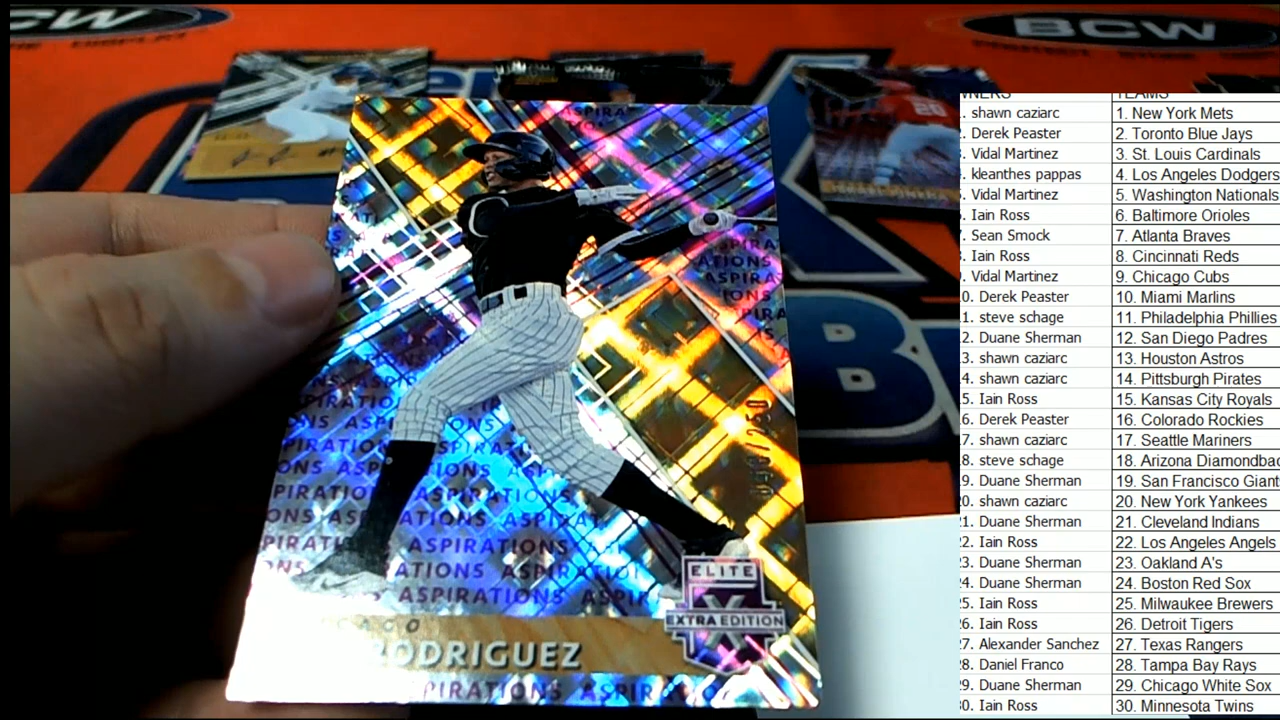 BCW
BCW
ASPIRATIONS
ELITE
EXTRA EDITION
RODRIGUEZ
TEAMS
shawn caziarc 1. New York Mets
Derek Peaster 2. Toronto Blue Jays
Vidal Martinez 3. St. Louis Cardinals
kleanthes pappas 4. Los Angeles Dodgers
Vidal Martinez 5. Washington Nationals
Iain Ross 6. Baltimore Orioles
Sean Smock 7. Atlanta Braves
Iain Ross 8. Cincinnati Reds
Vidal Martinez 9. Chicago Cubs
Derek Peaster 10. Miami Marlins
steve schage 11. Philadelphia Phillies
Duane Sherman 12. San Diego Padres
shawn caziarc 13. Houston Astros
shawn caziarc 14. Pittsburgh Pirates
Iain Ross 15. Kansas City Royals
Derek Peaster 16. Colorado Rockies
shawn caziarc 17. Seattle Mariners
steve schage 18. Arizona Diamondbac
Duane Sherman 19. San Francisco Giant
shawn caziarc 20. New York Yankees
Duane Sherman 21. Cleveland Indians
Iain Ross 22. Los Angeles Angels
Duane Sherman 23. Oakland A's
Duane Sherman 24. Boston Red Sox
Iain Ross 25. Milwaukee Brewers
Iain Ross 26. Detroit Tigers
Alexander Sanchez 27. Texas Rangers
Daniel Franco 28. Tampa Bay Rays
Duane Sherman 29. Chicago White Sox
Iain Ross 30. Minnesota Twins